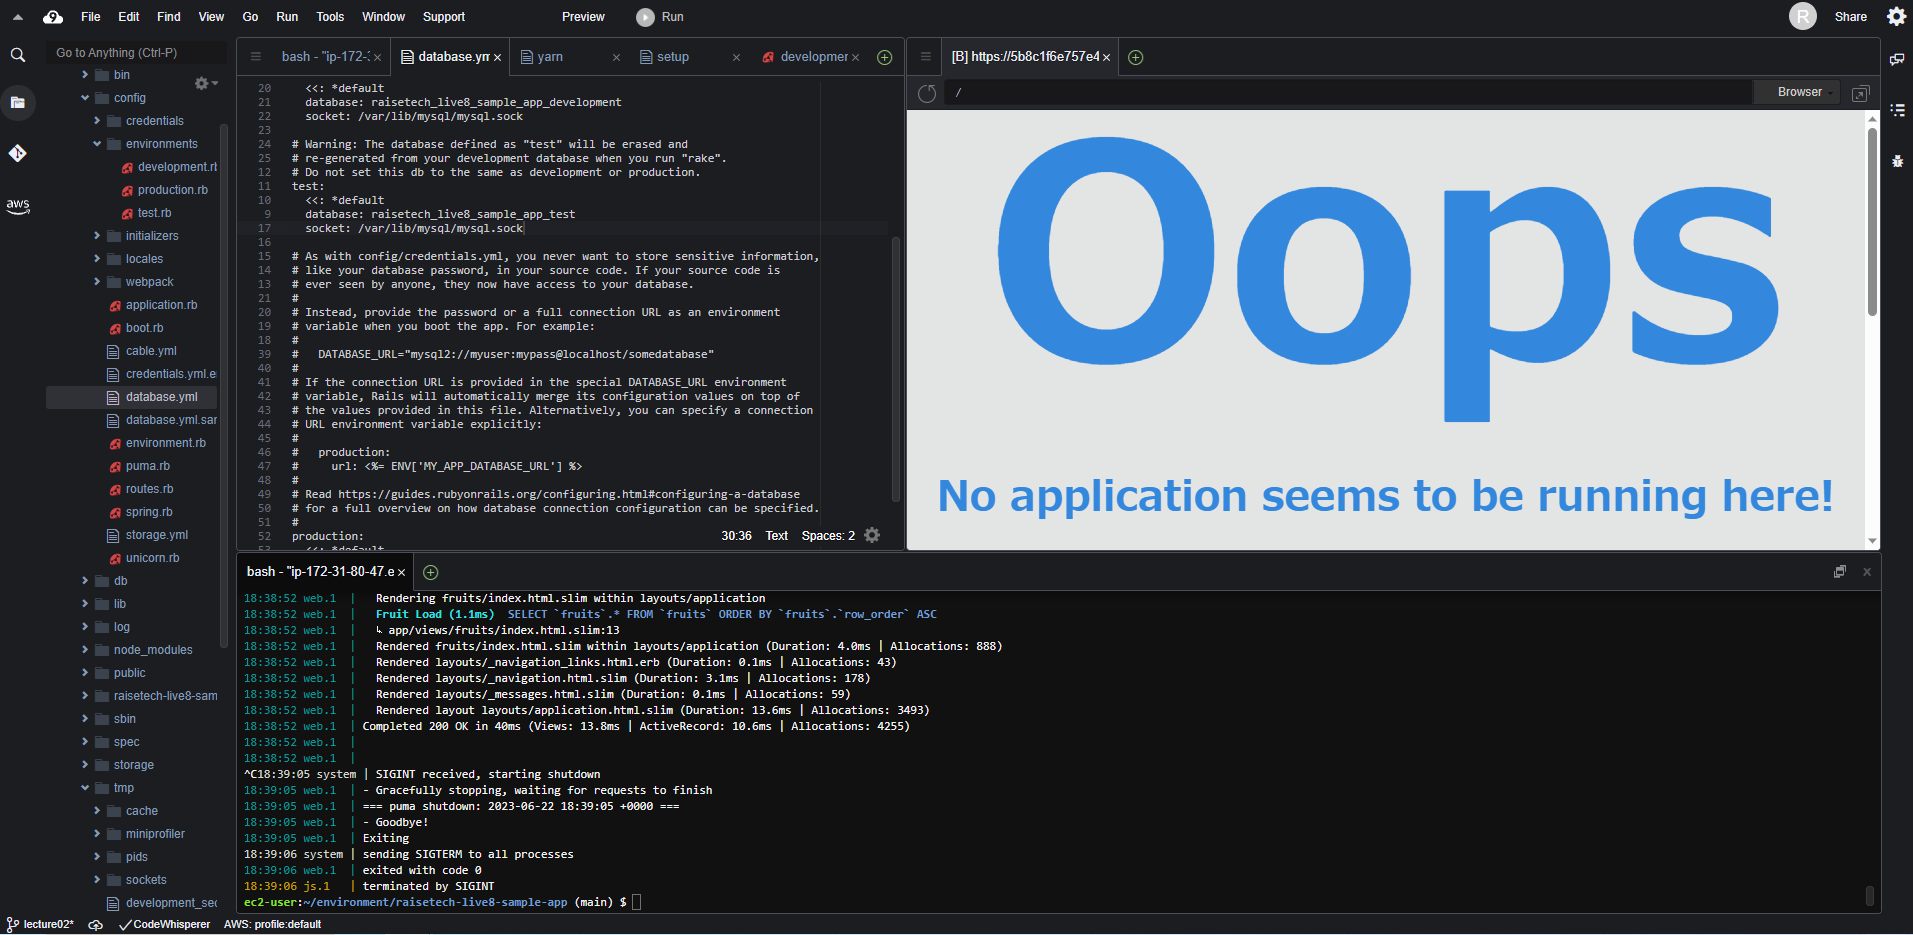 File Edit Find View Go Run Tools Window Support Preview Run R Share
Go to Anything (Ctrl-P)
bin
config
credentials
environments
development.rb
production.rb
test.rb
initializers
locales
webpack
application.rb
boot.rb
cable.yml
credentials.yml.e
database.yml
database.yml.sar
environment.rb
puma.rb
routes.rb
spring.rb
storage.yml
unicorn.rb
db
lib
log
node_modules
public
raisetech-live8-sam
sbin
spec
storage
tmp
cache
miniprofiler
pids
sockets
development_sec
aws
bash - "ip-172-3 × database.ym × yarn × setup × developmer ×
20 <<: *default
21 database: raisetech_live8_sample_app_development
22 socket: /var/lib/mysql/mysql.sock
23
24 # Warning: The database defined as "test" will be erased and
25 # re-generated from your development database when you run "rake".
12 # Do not set this db to the same as development or production.
11 test:
10 <<: *default
9 database: raisetech_live8_sample_app_test
17 socket: /var/lib/mysql/mysql.sock
16
15 # As with config/credentials.yml, you never want to store sensitive information,
14 # like your database password, in your source code. If your source code is
13 # ever seen by anyone, they now have access to your database.
21 #
20 # Instead, provide the password or a full connection URL as an environment
19 # variable when you boot the app. For example:
18 #
39 # DATABASE_URL="mysql2://myuser:mypass@localhost/somedatabase"
40 #
41 # If the connection URL is provided in the special DATABASE_URL environment
42 # variable, Rails will automatically merge its configuration values on top of
43 # the values provided in this file. Alternatively, you can specify a connection
44 # URL environment variable explicitly:
45 #
46 # production:
47 # url: <%= ENV['MY_APP_DATABASE_URL'] %>
48 #
49 # Read https://guides.rubyonrails.org/configuring.html#configuring-a-database
50 # for a full overview on how database connection configuration can be specified.
51 #
52 production:
53 <<: *default
30:36 Text Spaces: 2
[B] https://5b8c1f6e757e4 ×
/ Browser
Oops
No application seems to be running here!
bash - "ip-172-31-80-47.e ×
18:38:52 web.1 | Rendering fruits/index.html.slim within layouts/application
18:38:52 web.1 | Fruit Load (1.1ms) SELECT `fruits`.* FROM `fruits` ORDER BY `fruits`.`row_order` ASC
18:38:52 web.1 | ↳ app/views/fruits/index.html.slim:13
18:38:52 web.1 | Rendered fruits/index.html.slim within layouts/application (Duration: 4.0ms | Allocations: 888)
18:38:52 web.1 | Rendered layouts/_navigation_links.html.erb (Duration: 0.1ms | Allocations: 43)
18:38:52 web.1 | Rendered layouts/_navigation.html.slim (Duration: 3.1ms | Allocations: 178)
18:38:52 web.1 | Rendered layouts/_messages.html.slim (Duration: 0.1ms | Allocations: 59)
18:38:52 web.1 | Rendered layout layouts/application.html.slim (Duration: 13.6ms | Allocations: 3493)
18:38:52 web.1 | Completed 200 OK in 40ms (Views: 13.8ms | ActiveRecord: 10.6ms | Allocations: 4255)
18:38:52 web.1 |
18:38:52 web.1 |
^C18:39:05 system | SIGINT received, starting shutdown
18:39:05 web.1 | - Gracefully stopping, waiting for requests to finish
18:39:05 web.1 | === puma shutdown: 2023-06-22 18:39:05 +0000 ===
18:39:05 web.1 | - Goodbye!
18:39:05 web.1 | Exiting
18:39:06 system | sending SIGTERM to all processes
18:39:06 web.1 | exited with code 0
18:39:06 js.1 | terminated by SIGINT
ec2-user:~/environment/raisetech-live8-sample-app (main) $
lecture02* CodeWhisperer AWS: profile:default